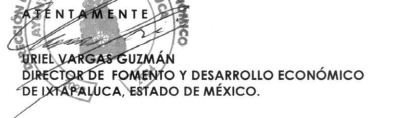 ATENTAMENTE
URIEL VARGAS GUZMÁN
DIRECTOR DE FOMENTO Y DESARROLLO ECONÓMICO
DE IXTAPALUCA, ESTADO DE MÉXICO.